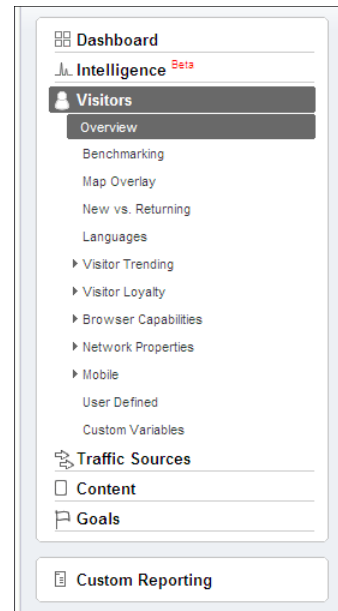 Dashboard
Intelligence Beta
Visitors
Overview
Benchmarking
Map Overlay
New vs. Returning
Languages
Visitor Trending
Visitor Loyalty
Browser Capabilities
Network Properties
Mobile
User Defined
Custom Variables
Traffic Sources
Content
Goals
Custom Reporting